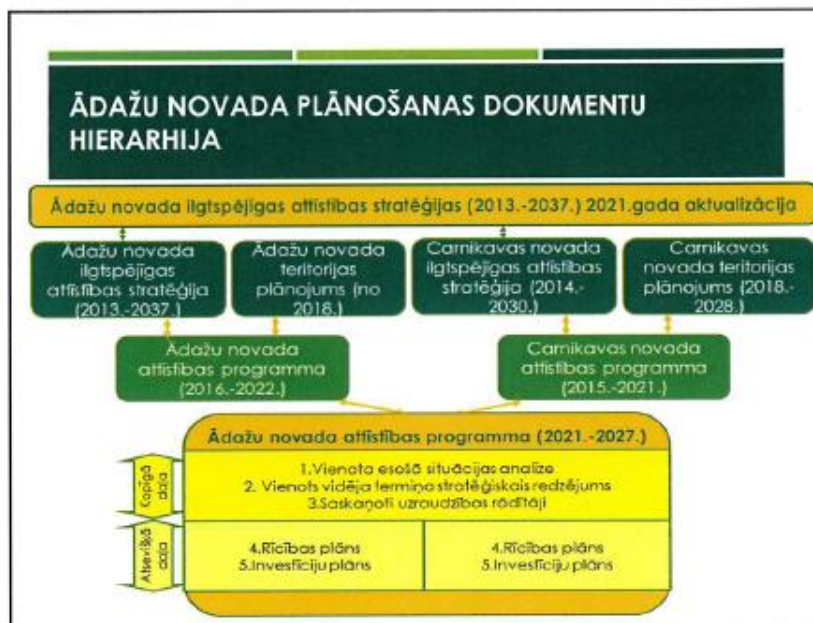 ĀDAŽU NOVADA PLĀNOŠANAS DOKUMENTU
HIERARHIJA
Ādažu novada ilgtspējīgas attīstības stratēģijas (2013.-2037.) 2021.gada aktualizācija
Ādažu novada
ilgtspējīgas
attīstības stratēģija
(2013.-2037.)
Ādažu novada
teritorijas
plānojums (no
2018.)
Carnikavas novada
ilgtspējīgas attīstības
stratēģija (2014.-
2030.)
Carnikavas
novada teritorijas
plānojums (2018.-
2028.)
Ādažu novada
attīstības programma
(2016.-2022.)
Carnikavas novada
attīstības programma
(2015.-2021.)
Ādažu novada attīstības programma (2021.-2027.)
Kopīgā
daļa
1.Vienota esošā situācijas analīze
2. Vienots vidēja termiņa stratēģiskais redzējums
3.Saskaņoti uzraudzības rādītāji
Atsevišķā
daļa
4.Rīcības plāns
5.Investīciju plāns
4.Rīcības plāns
5.Investīciju plāns